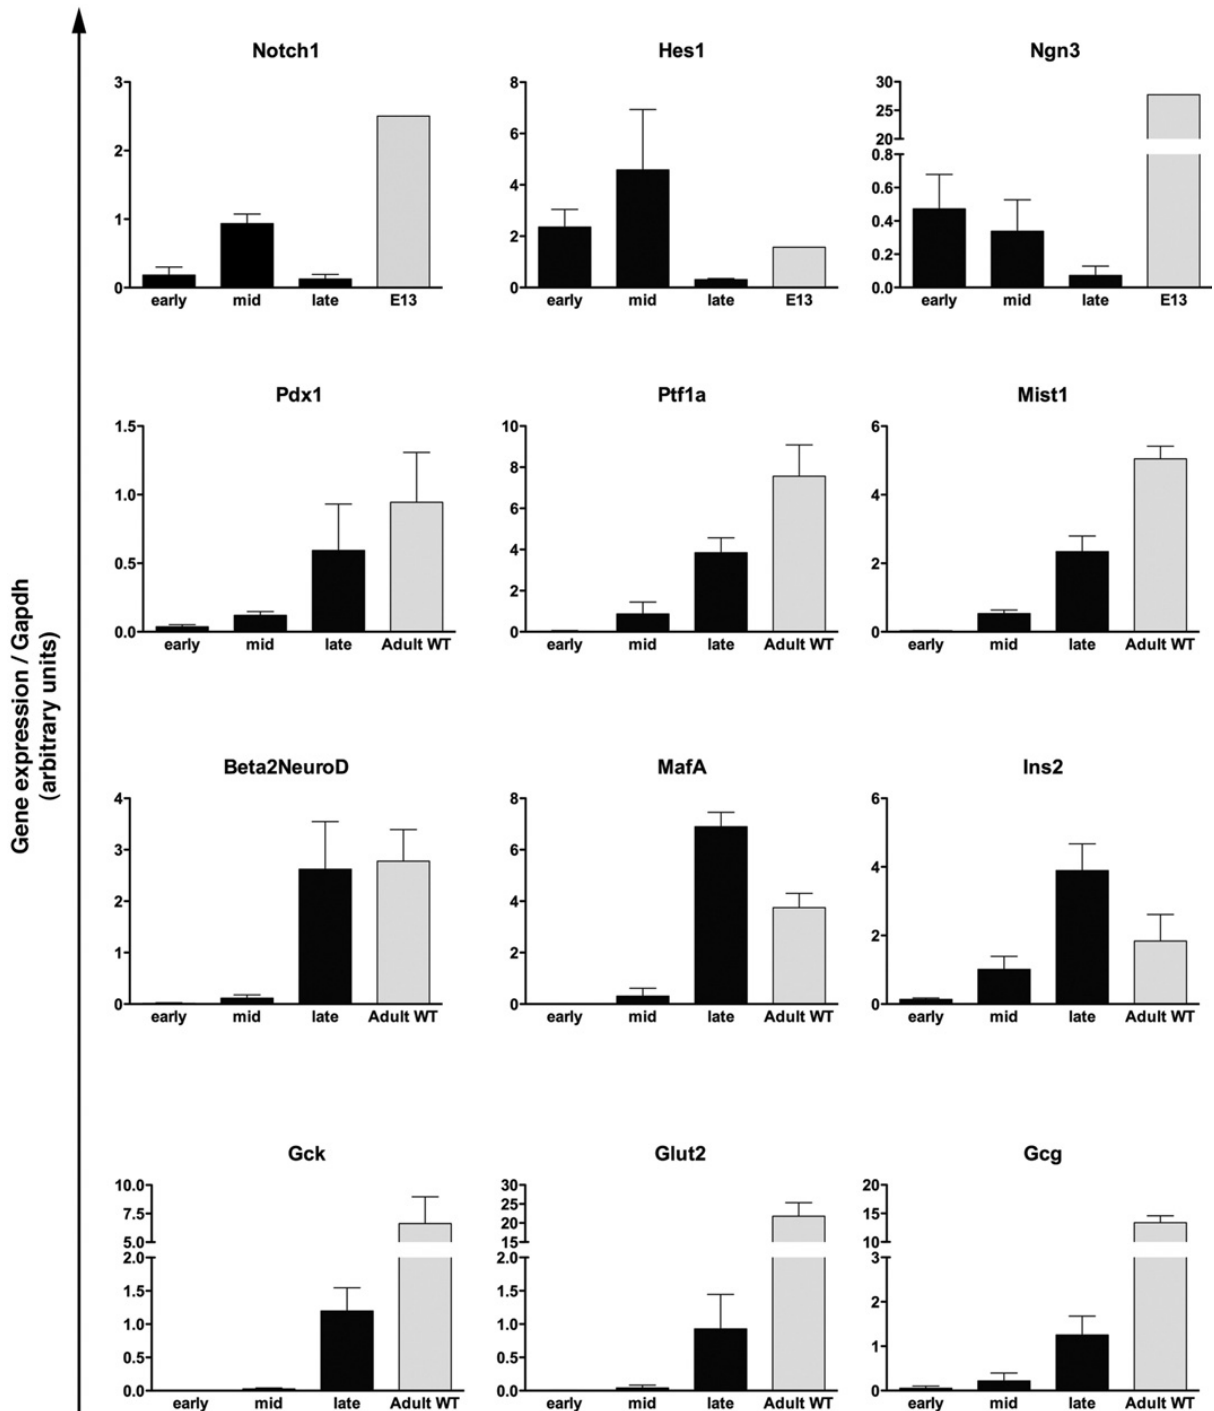 Gene expression / Gapdh
(arbitrary units)
Notch1
3
2
1
0
early mid late E13
Hes1
8
6
4
2
0
early mid late E13
Ngn3
30
25
20
0.8
0.6
0.4
0.2
0.0
early mid late E13
Pdx1
1.5
1.0
0.5
0.0
early mid late Adult WT
Ptf1a
10
8
6
4
2
0
early mid late Adult WT
Mist1
6
4
2
0
early mid late Adult WT
Beta2NeuroD
4
3
2
1
0
early mid late Adult WT
MafA
8
6
4
2
0
early mid late Adult WT
Ins2
6
4
2
0
early mid late Adult WT
Gck
10.0
7.5
5.0
2.0
1.5
1.0
0.5
0.0
early mid late Adult WT
Glut2
30
25
20
15
2.0
1.5
1.0
0.5
0.0
early mid late Adult WT
Gcg
20
15
10
3
2
1
0
early mid late Adult WT